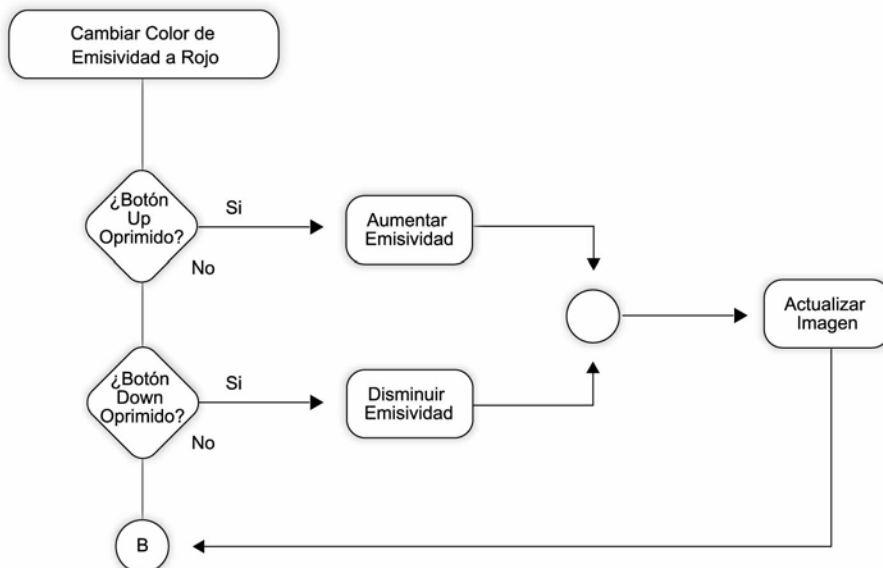 Cambiar Color de
Emisividad a Rojo
¿Botón
Up
Oprimido?
Si
No
Aumentar
Emisividad
Actualizar
Imagen
¿Botón
Down
Oprimido?
Si
No
Disminuir
Emisividad
B